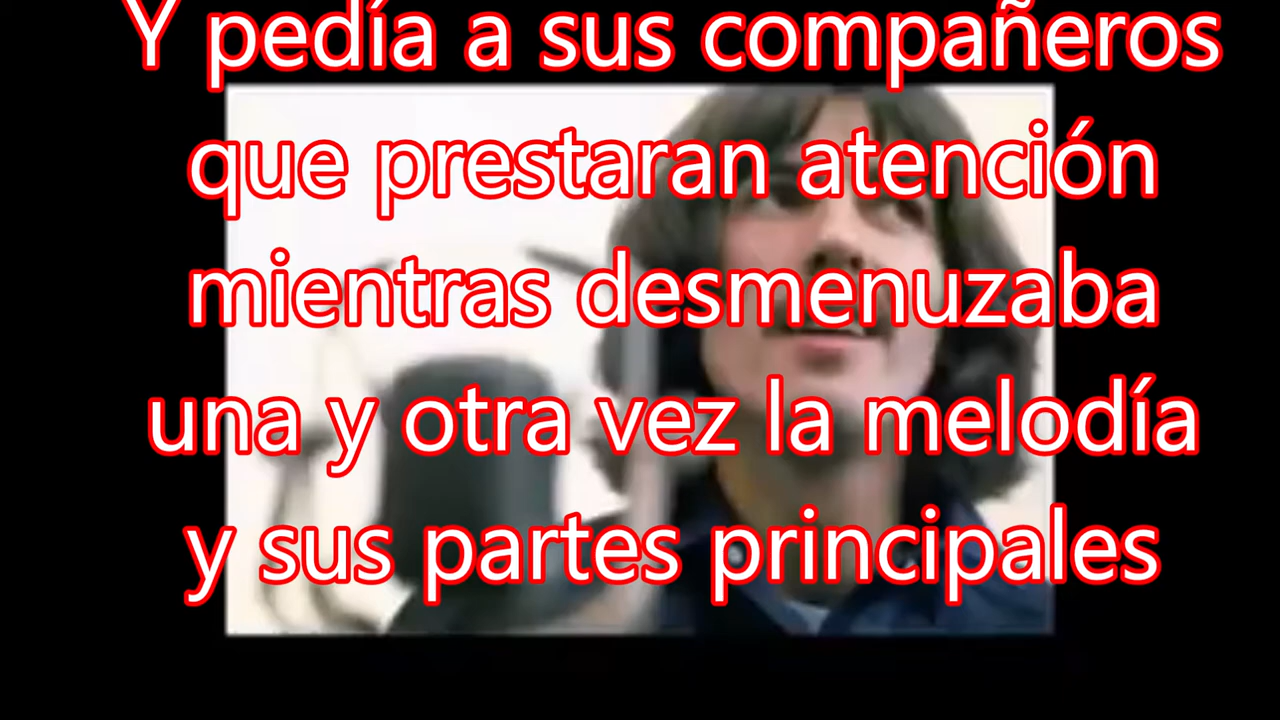 Y pedía a sus compañeros
que prestaran atención
mientras desmenuzaba
una y otra vez la melodía
y sus partes principales